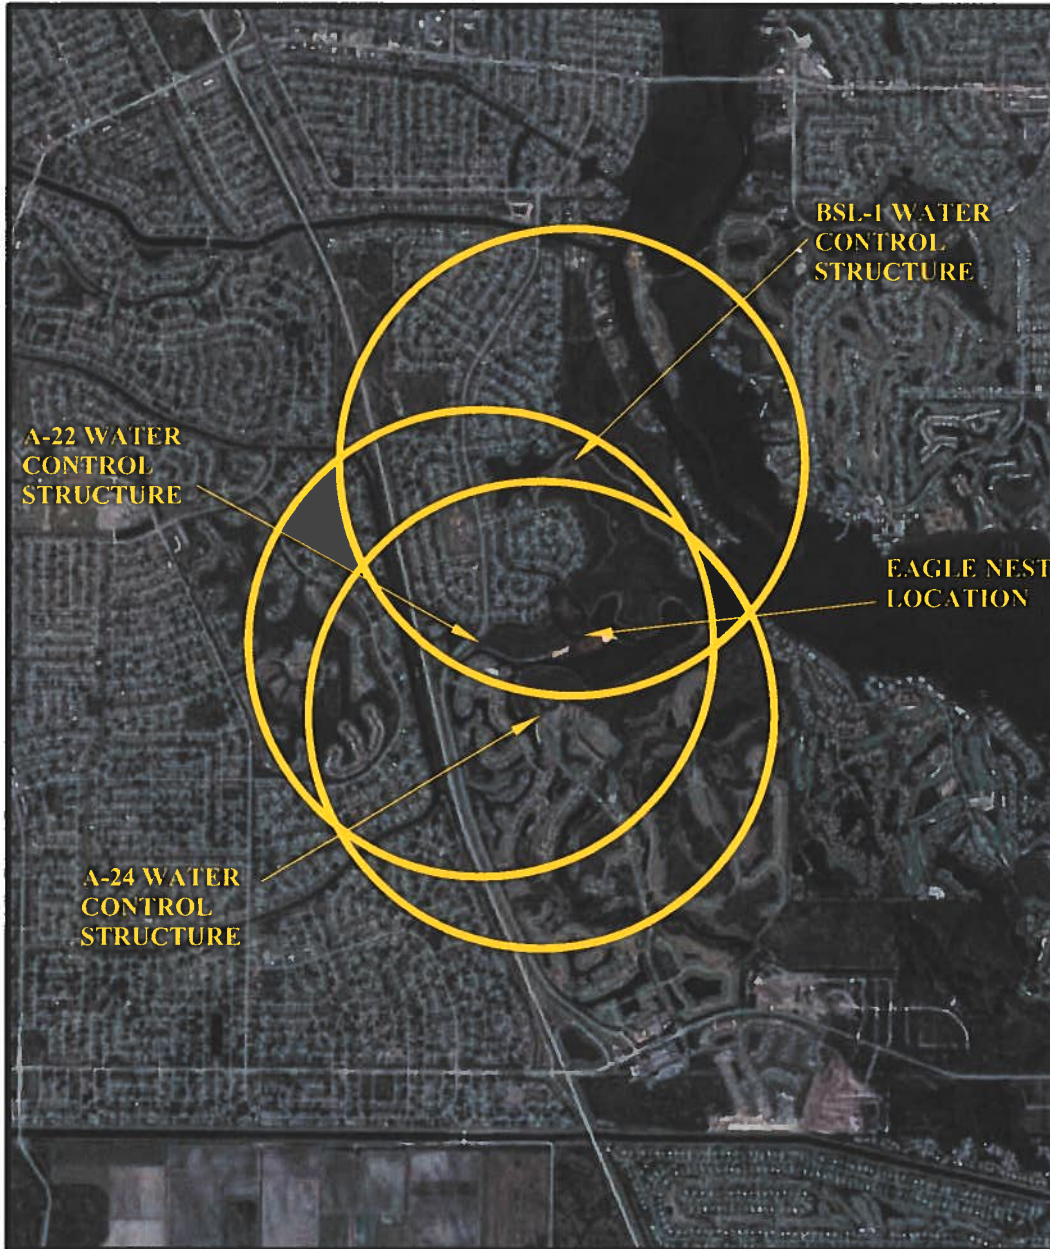 BSL-1 WATER
CONTROL
STRUCTURE
A-22 WATER
CONTROL
STRUCTURE
EAGLE NEST
LOCATION
A-24 WATER
CONTROL
STRUCTURE